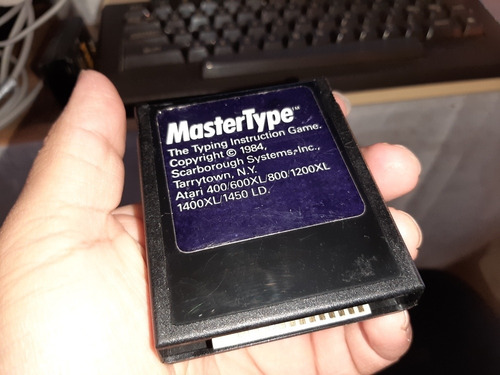 MasterType™
The Typing Instruction Game.
Copyright © 1984,
Scarborough Systems, Inc.,
Tarrytown, N.Y.
Atari 400/600XL/800/1200XL
1400XL/1450 LD.